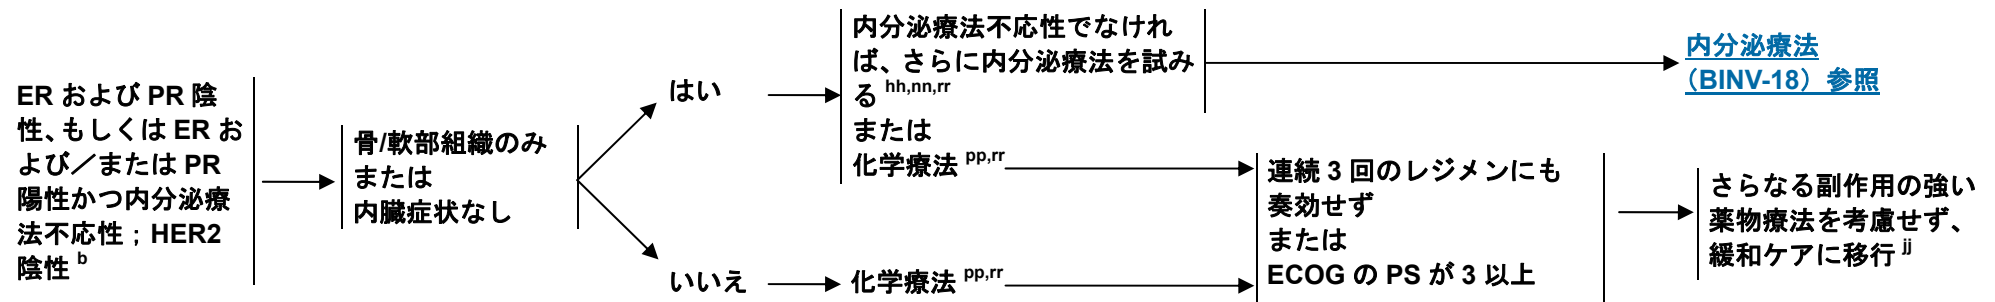 ER および PR 陰
性、もしくは ER お
よび／または PR
陽性かつ内分泌療
法不応性；HER2
陰性 b
骨/軟部組織のみ
または
内臓症状なし
はい
いいえ
内分泌療法不応性でなけれ
ば、さらに内分泌療法を試み
る hh,nn,rr
または
化学療法 pp,rr
化学療法 pp,rr
内分泌療法
（BINV-18）参照
連続 3 回のレジメンにも
奏効せず
または
ECOG の PS が 3 以上
さらなる副作用の強い
薬物療法を考慮せず、
緩和ケアに移行 jj